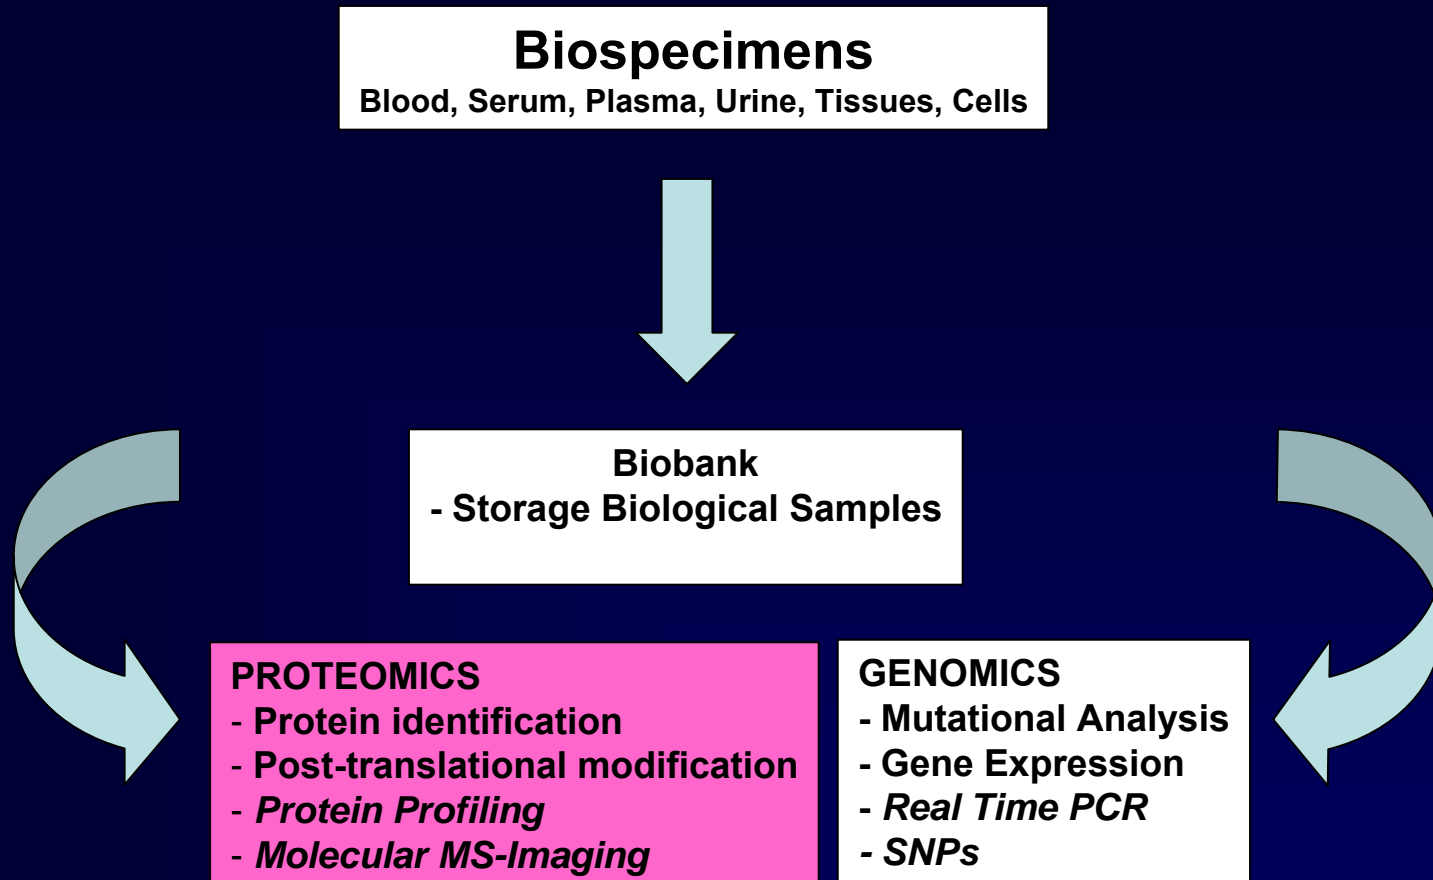 Biospecimens
Blood, Serum, Plasma, Urine, Tissues, Cells
Biobank
- Storage Biological Samples
PROTEOMICS
- Protein identification
- Post-translational modification
- Protein Profiling
- Molecular MS-Imaging
GENOMICS
- Mutational Analysis
- Gene Expression
- Real Time PCR
- SNPs